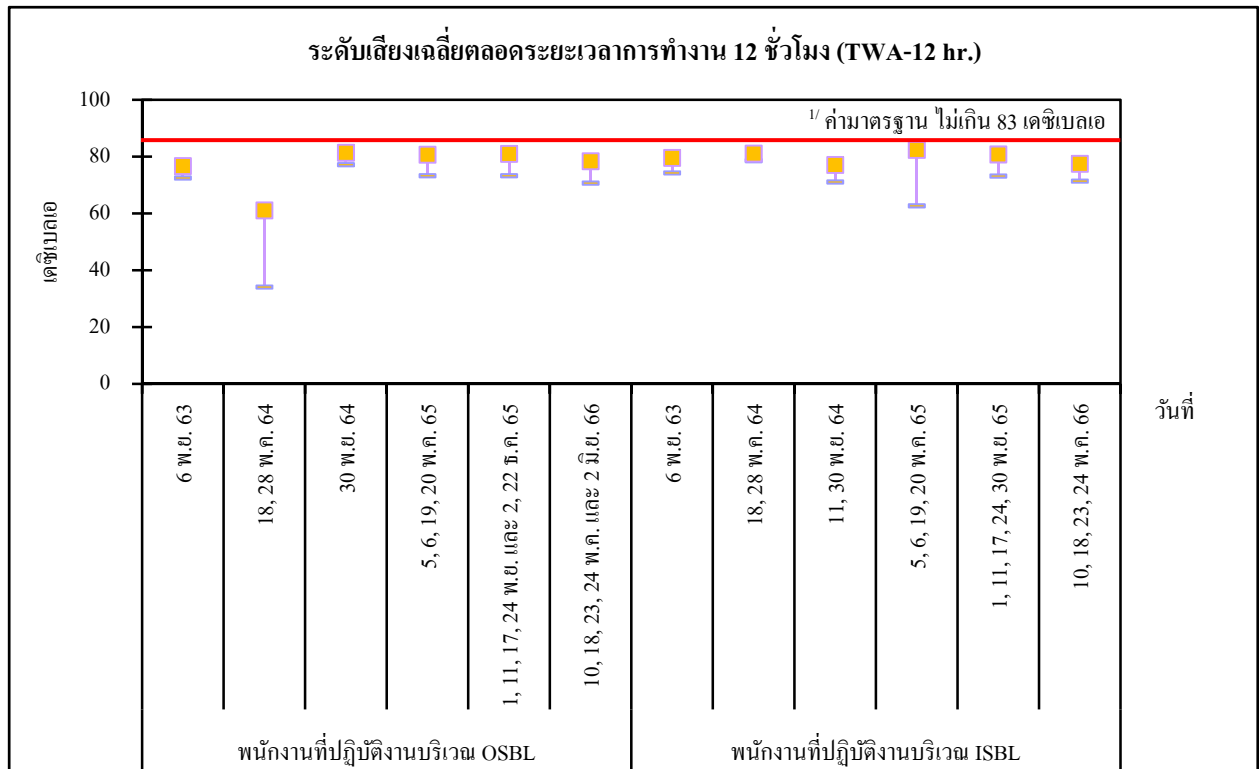 ระดับเสียงเฉลี่ยตลอดระยะเวลาการทำงาน 12 ชั่วโมง (TWA-12 hr.)
1/ ค่ามาตรฐาน ไม่เกิน 83 เดซิเบลเอ
เดซิเบลเอ
100
80
60
40
20
0
วันที่
6 พ.ย. 63
18, 28 พ.ค. 64
30 พ.ย. 64
5, 6, 19, 20 พ.ค. 65
1, 11, 17, 24 พ.ย. และ 2, 22 ธ.ค. 65
10, 18, 23, 24 พ.ค. และ 2 มิ.ย. 66
6 พ.ย. 63
18, 28 พ.ค. 64
11, 30 พ.ย. 64
5, 6, 19, 20 พ.ค. 65
1, 11, 17, 24, 30 พ.ย. 65
10, 18, 23, 24 พ.ค. 66
พนักงานที่ปฏิบัติงานบริเวณ OSBL
พนักงานที่ปฏิบัติงานบริเวณ ISBL